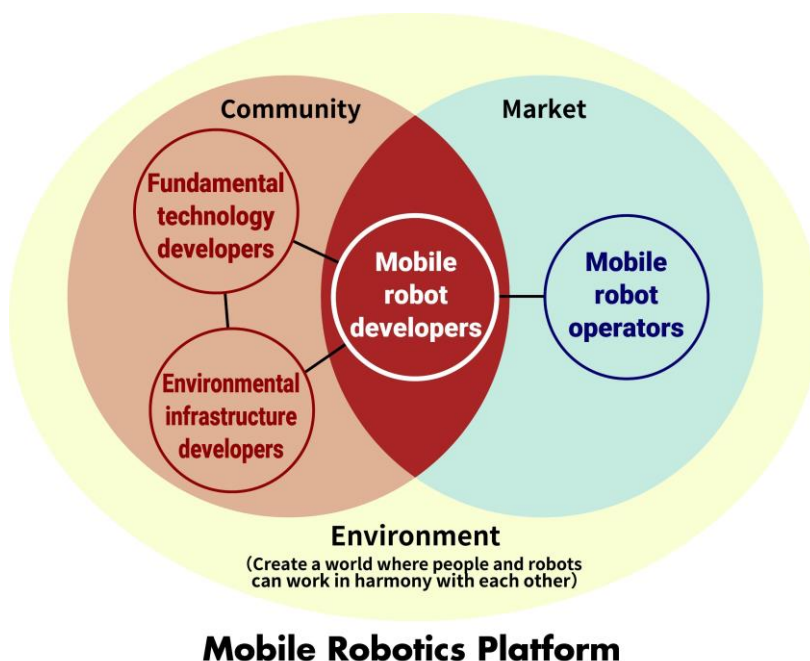 Community
Market
Fundamental
technology
developers
Mobile
robot
developers
Mobile
robot
operators
Environmental
infrastructure
developers
Environment
(Create a world where people and robots
can work in harmony with each other)
Mobile Robotics Platform